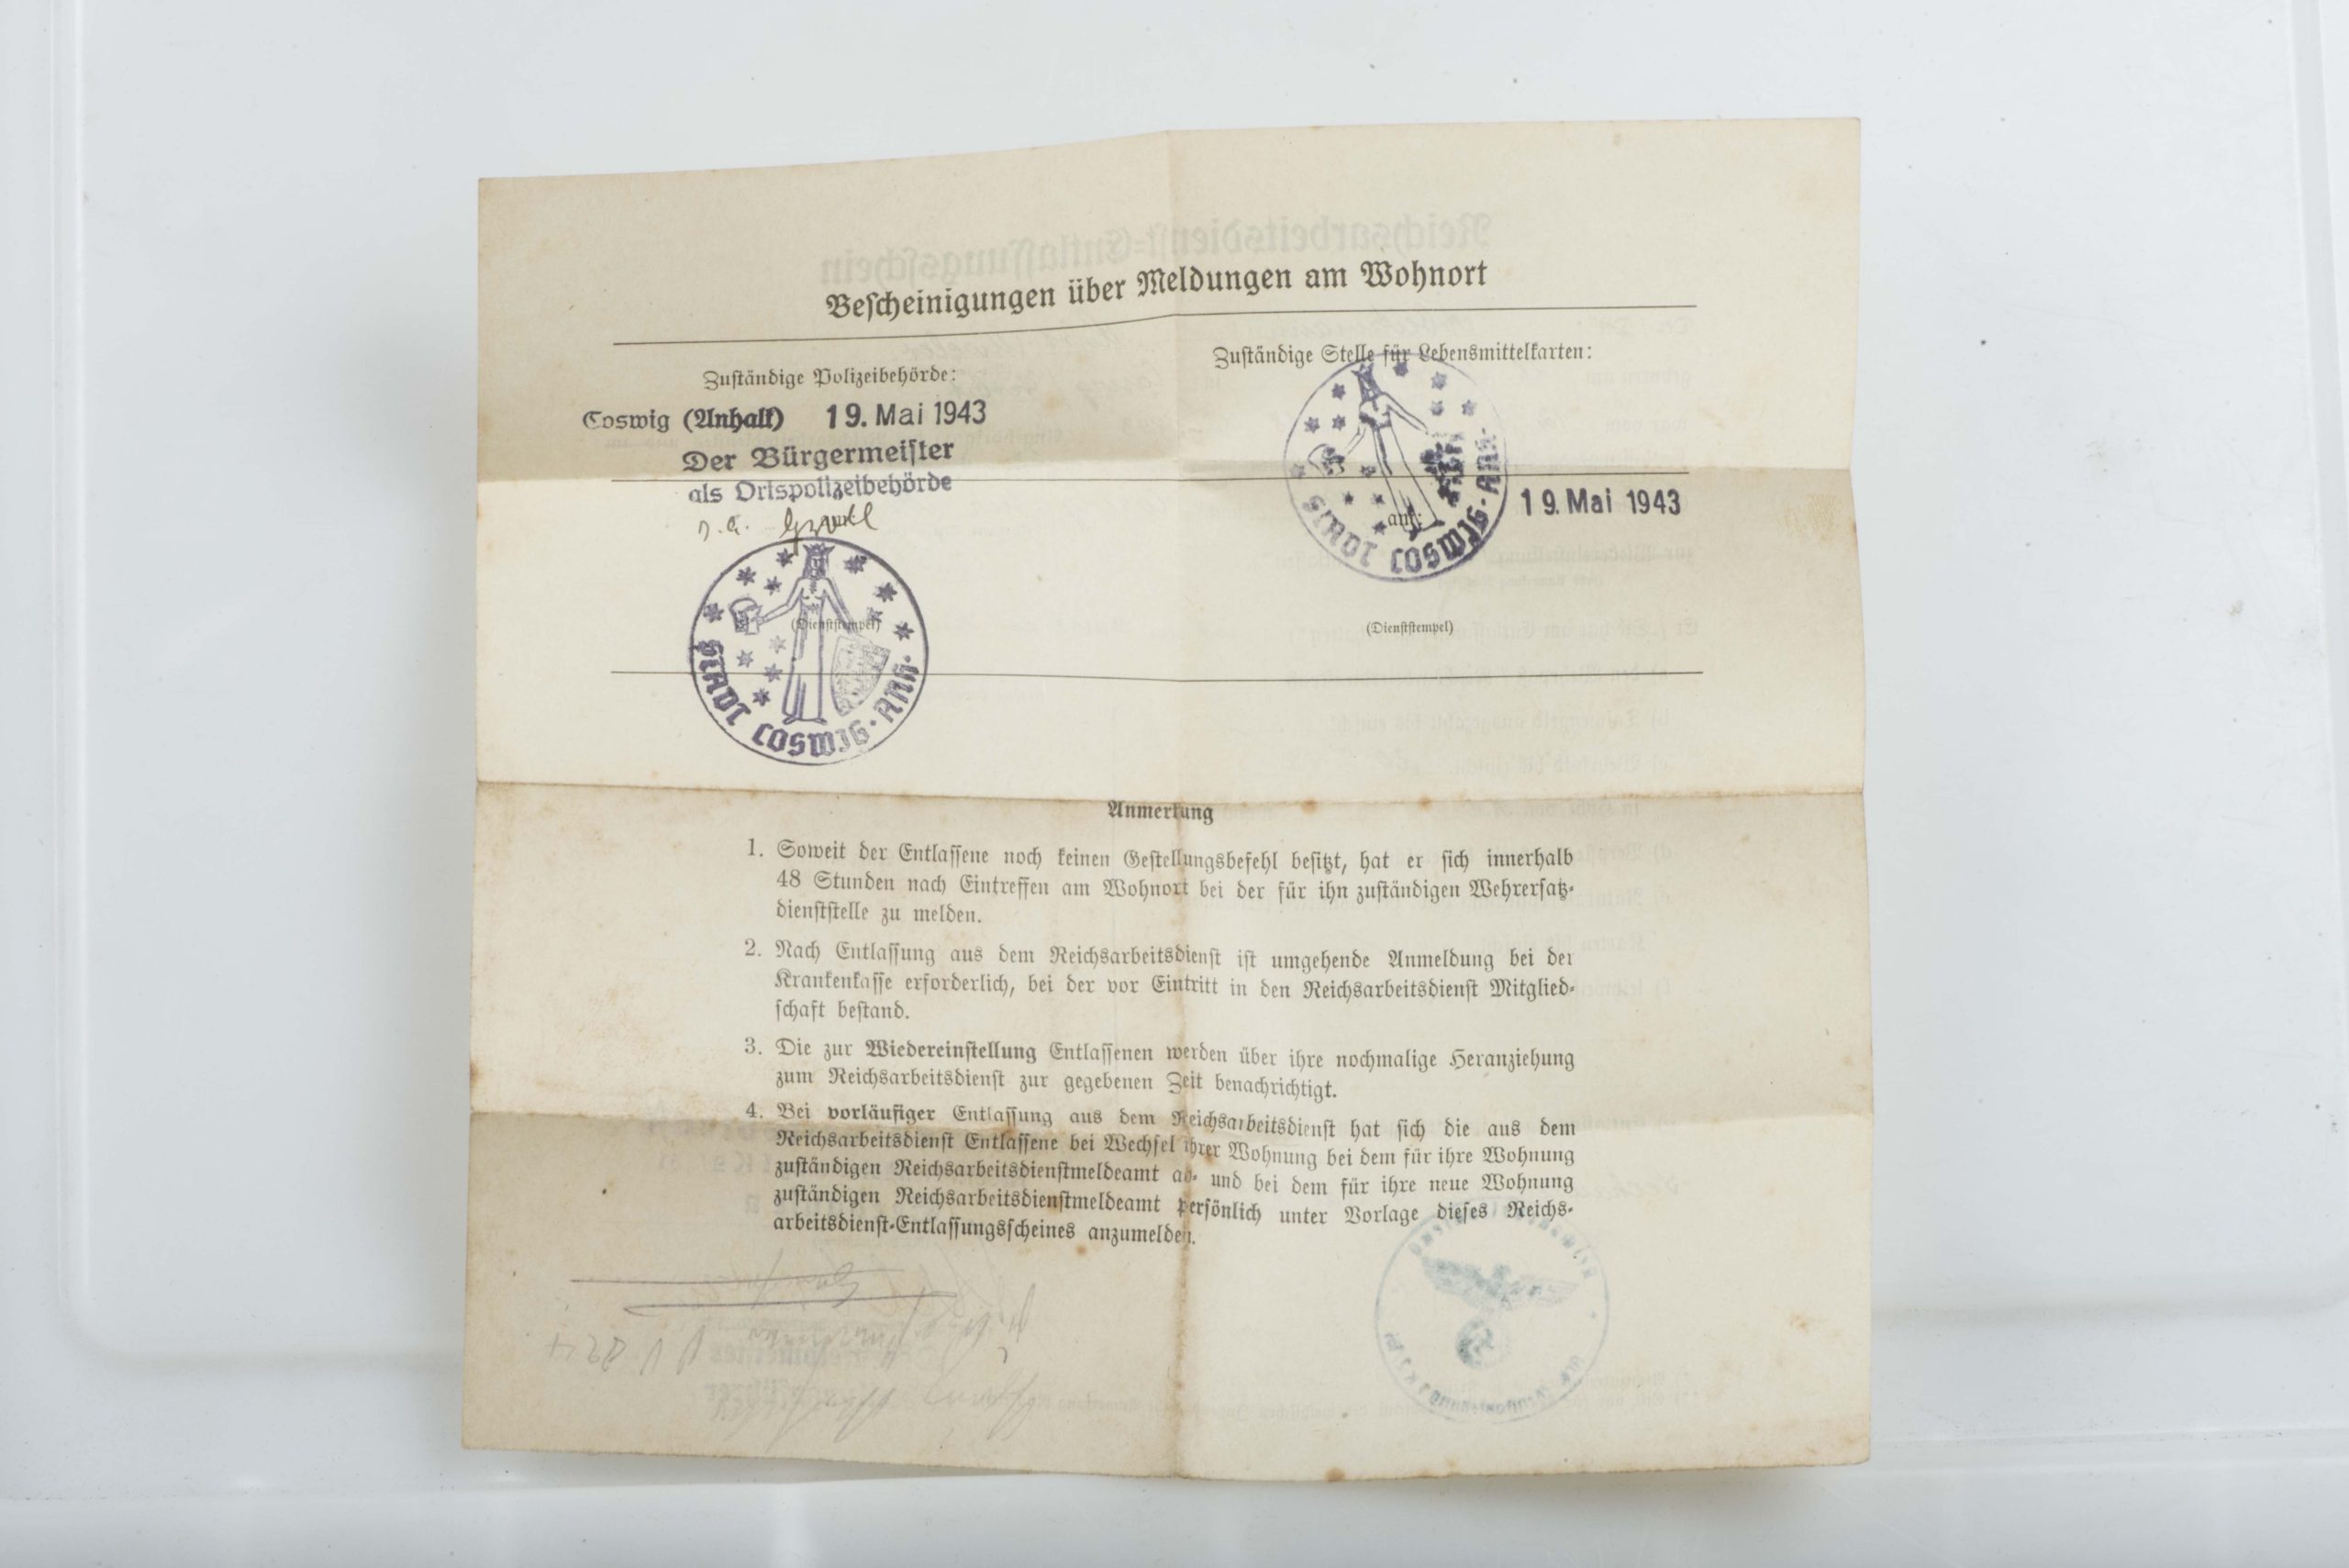 Bescheinigungen über Meldungen am Wohnort
Zuständige Polizeibehörde:
Coswig (Anhalt) 19. Mai 1943
Der Bürgermeister
als Ortspolizeibehörde
(Dienststempel)
STADT COSWIG · ANH.
Zuständige Stelle für Lebensmittelkarten:
am: 19. Mai 1943
STADT COSWIG · ANH.
(Dienststempel)
Anmerkung
1. Soweit der Entlassene noch keinen Gestellungsbefehl besitzt, hat er sich innerhalb
48 Stunden nach Eintreffen am Wohnort bei der für ihn zuständigen Wehrersatz-
dienststelle zu melden.
2. Nach Entlassung aus dem Reichsarbeitsdienst ist umgehende Anmeldung bei der
Krankenkasse erforderlich, bei der vor Eintritt in den Reichsarbeitsdienst Mitglied-
schaft bestand.
3. Die zur Wiedereinstellung Entlassenen werden über ihre nochmalige Heranziehung
zum Reichsarbeitsdienst zur gegebenen Zeit benachrichtigt.
4. Bei vorläufiger Entlassung aus dem Reichsarbeitsdienst hat sich die aus dem
Reichsarbeitsdienst Entlassene bei Wechsel ihrer Wohnung bei dem für ihre Wohnung
zuständigen Reichsarbeitsdienstmeldeamt ab- und bei dem für ihre neue Wohnung
zuständigen Reichsarbeitsdienstmeldeamt persönlich unter Vorlage dieses Reichs-
arbeitsdienst-Entlassungsscheines anzumelden.